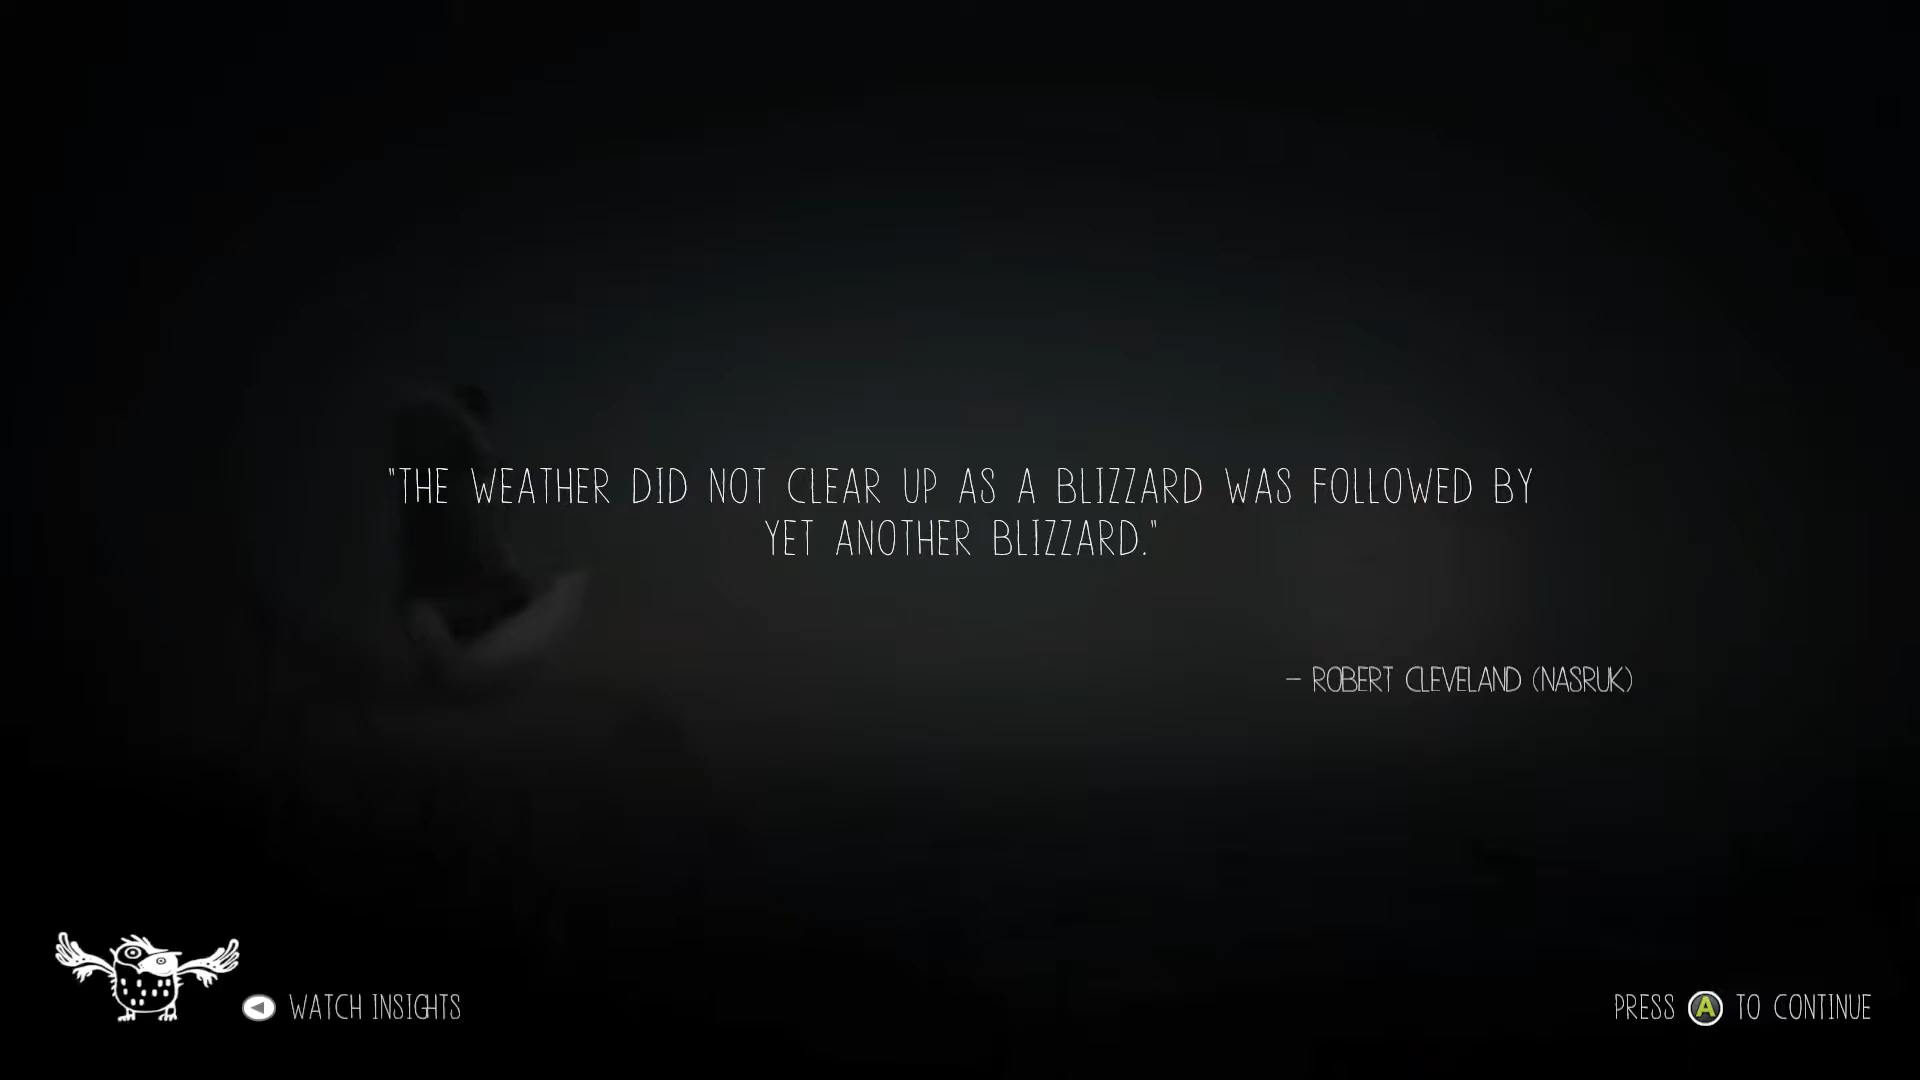 "THE WEATHER DID NOT CLEAR UP AS A BLIZZARD WAS FOLLOWED BY
YET ANOTHER BLIZZARD."
– ROBERT CLEVELAND (NASRUK)
WATCH INSIGHTS
PRESS A TO CONTINUE